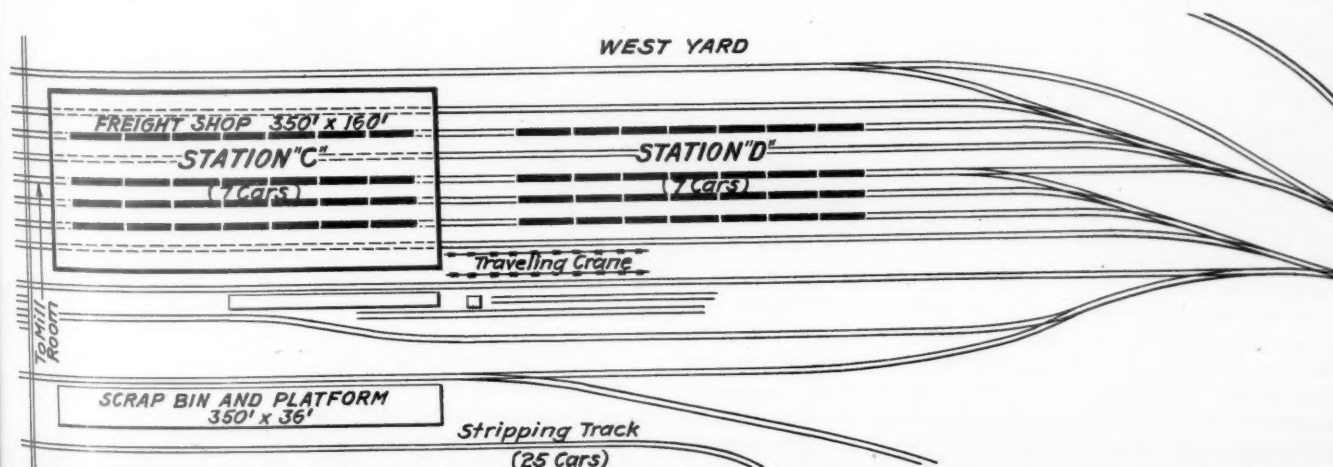 WEST YARD
FREIGHT SHOP 350' x 160'
STATION "C"
(7 Cars)
STATION "D"
(7 Cars)
Traveling Crane
To Mill
Room
SCRAP BIN AND PLATFORM
350' x 36'
Stripping Track
(25 Cars)